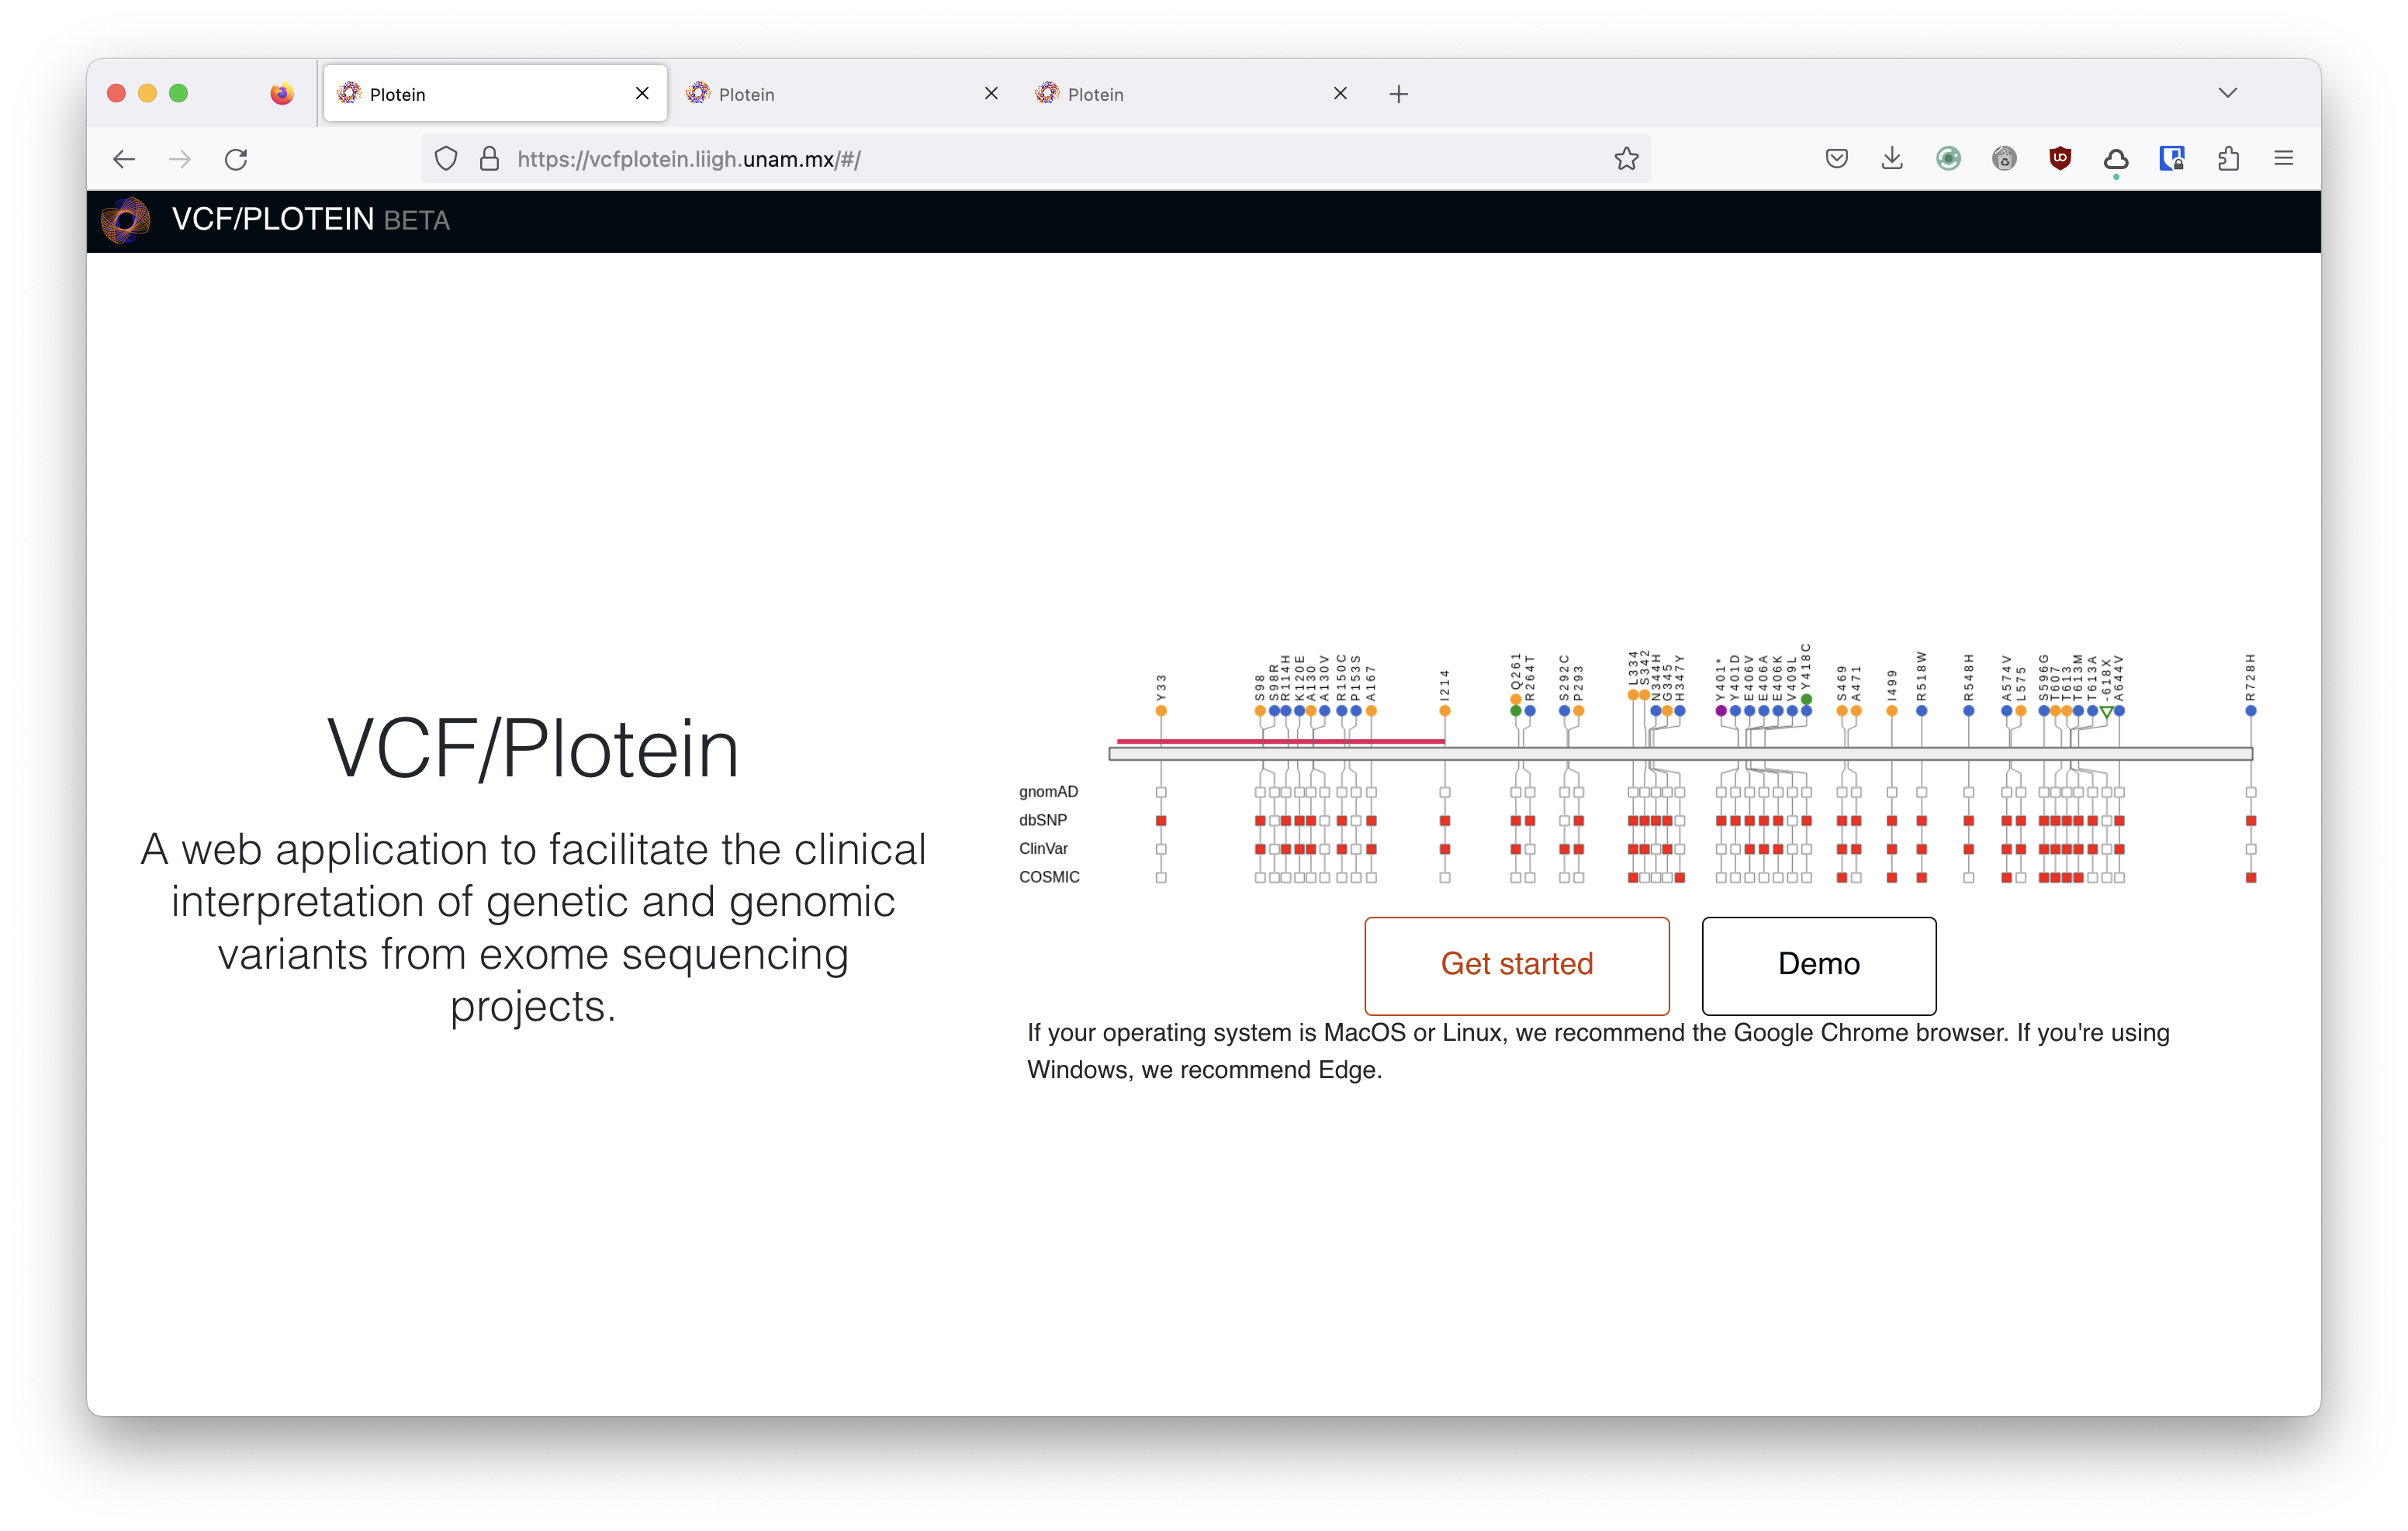 Plotein
Plotein
Plotein
https://vcfplotein.liigh.unam.mx/#/
VCF/PLOTEIN BETA
VCF/Plotein
A web application to facilitate the clinical
interpretation of genetic and genomic
variants from exome sequencing
projects.
Y33
S98
S98R
R114H
K120E
A130
A130V
R150C
P153S
A167
I214
Q261
R264T
S292C
P293
L334
S342
N344H
G345
H347Y
Y401*
Y401D
E406V
E406A
E406K
V409L
Y418C
S469
A471
I499
R518W
R548H
A574V
L575
S596G
T607
T613
T613M
T613A
-618X
A644V
R728H
gnomAD
dbSNP
ClinVar
COSMIC
Get started
Demo
If your operating system is MacOS or Linux, we recommend the Google Chrome browser. If you're using
Windows, we recommend Edge.